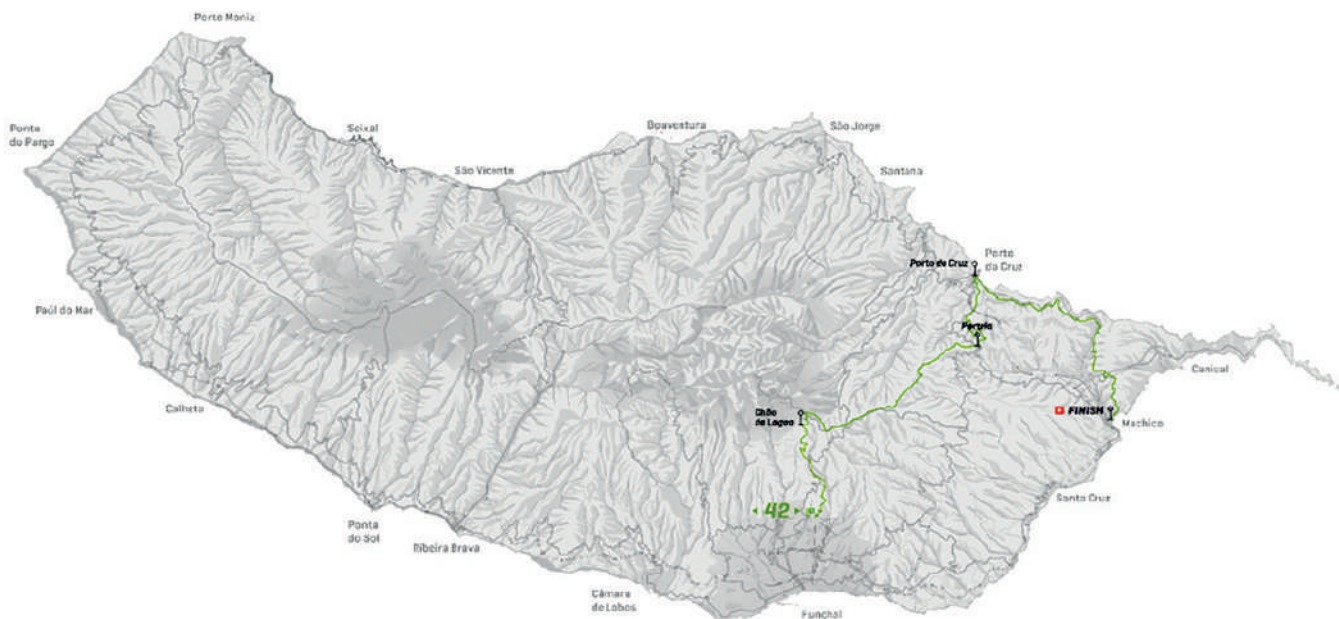 Porto Moniz
Ponta
do Pargo
Seixal
Boaventura
São Jorge
São Vicente
Santana
Porto da Cruz
Porto
da Cruz
Portela
Paúl do Mar
Caniçal
Calheta
Chão
da Lagoa
FINISH
Machico
Santa Cruz
42
Ponta
do Sol
Ribeira Brava
Câmara
de Lobos
Funchal